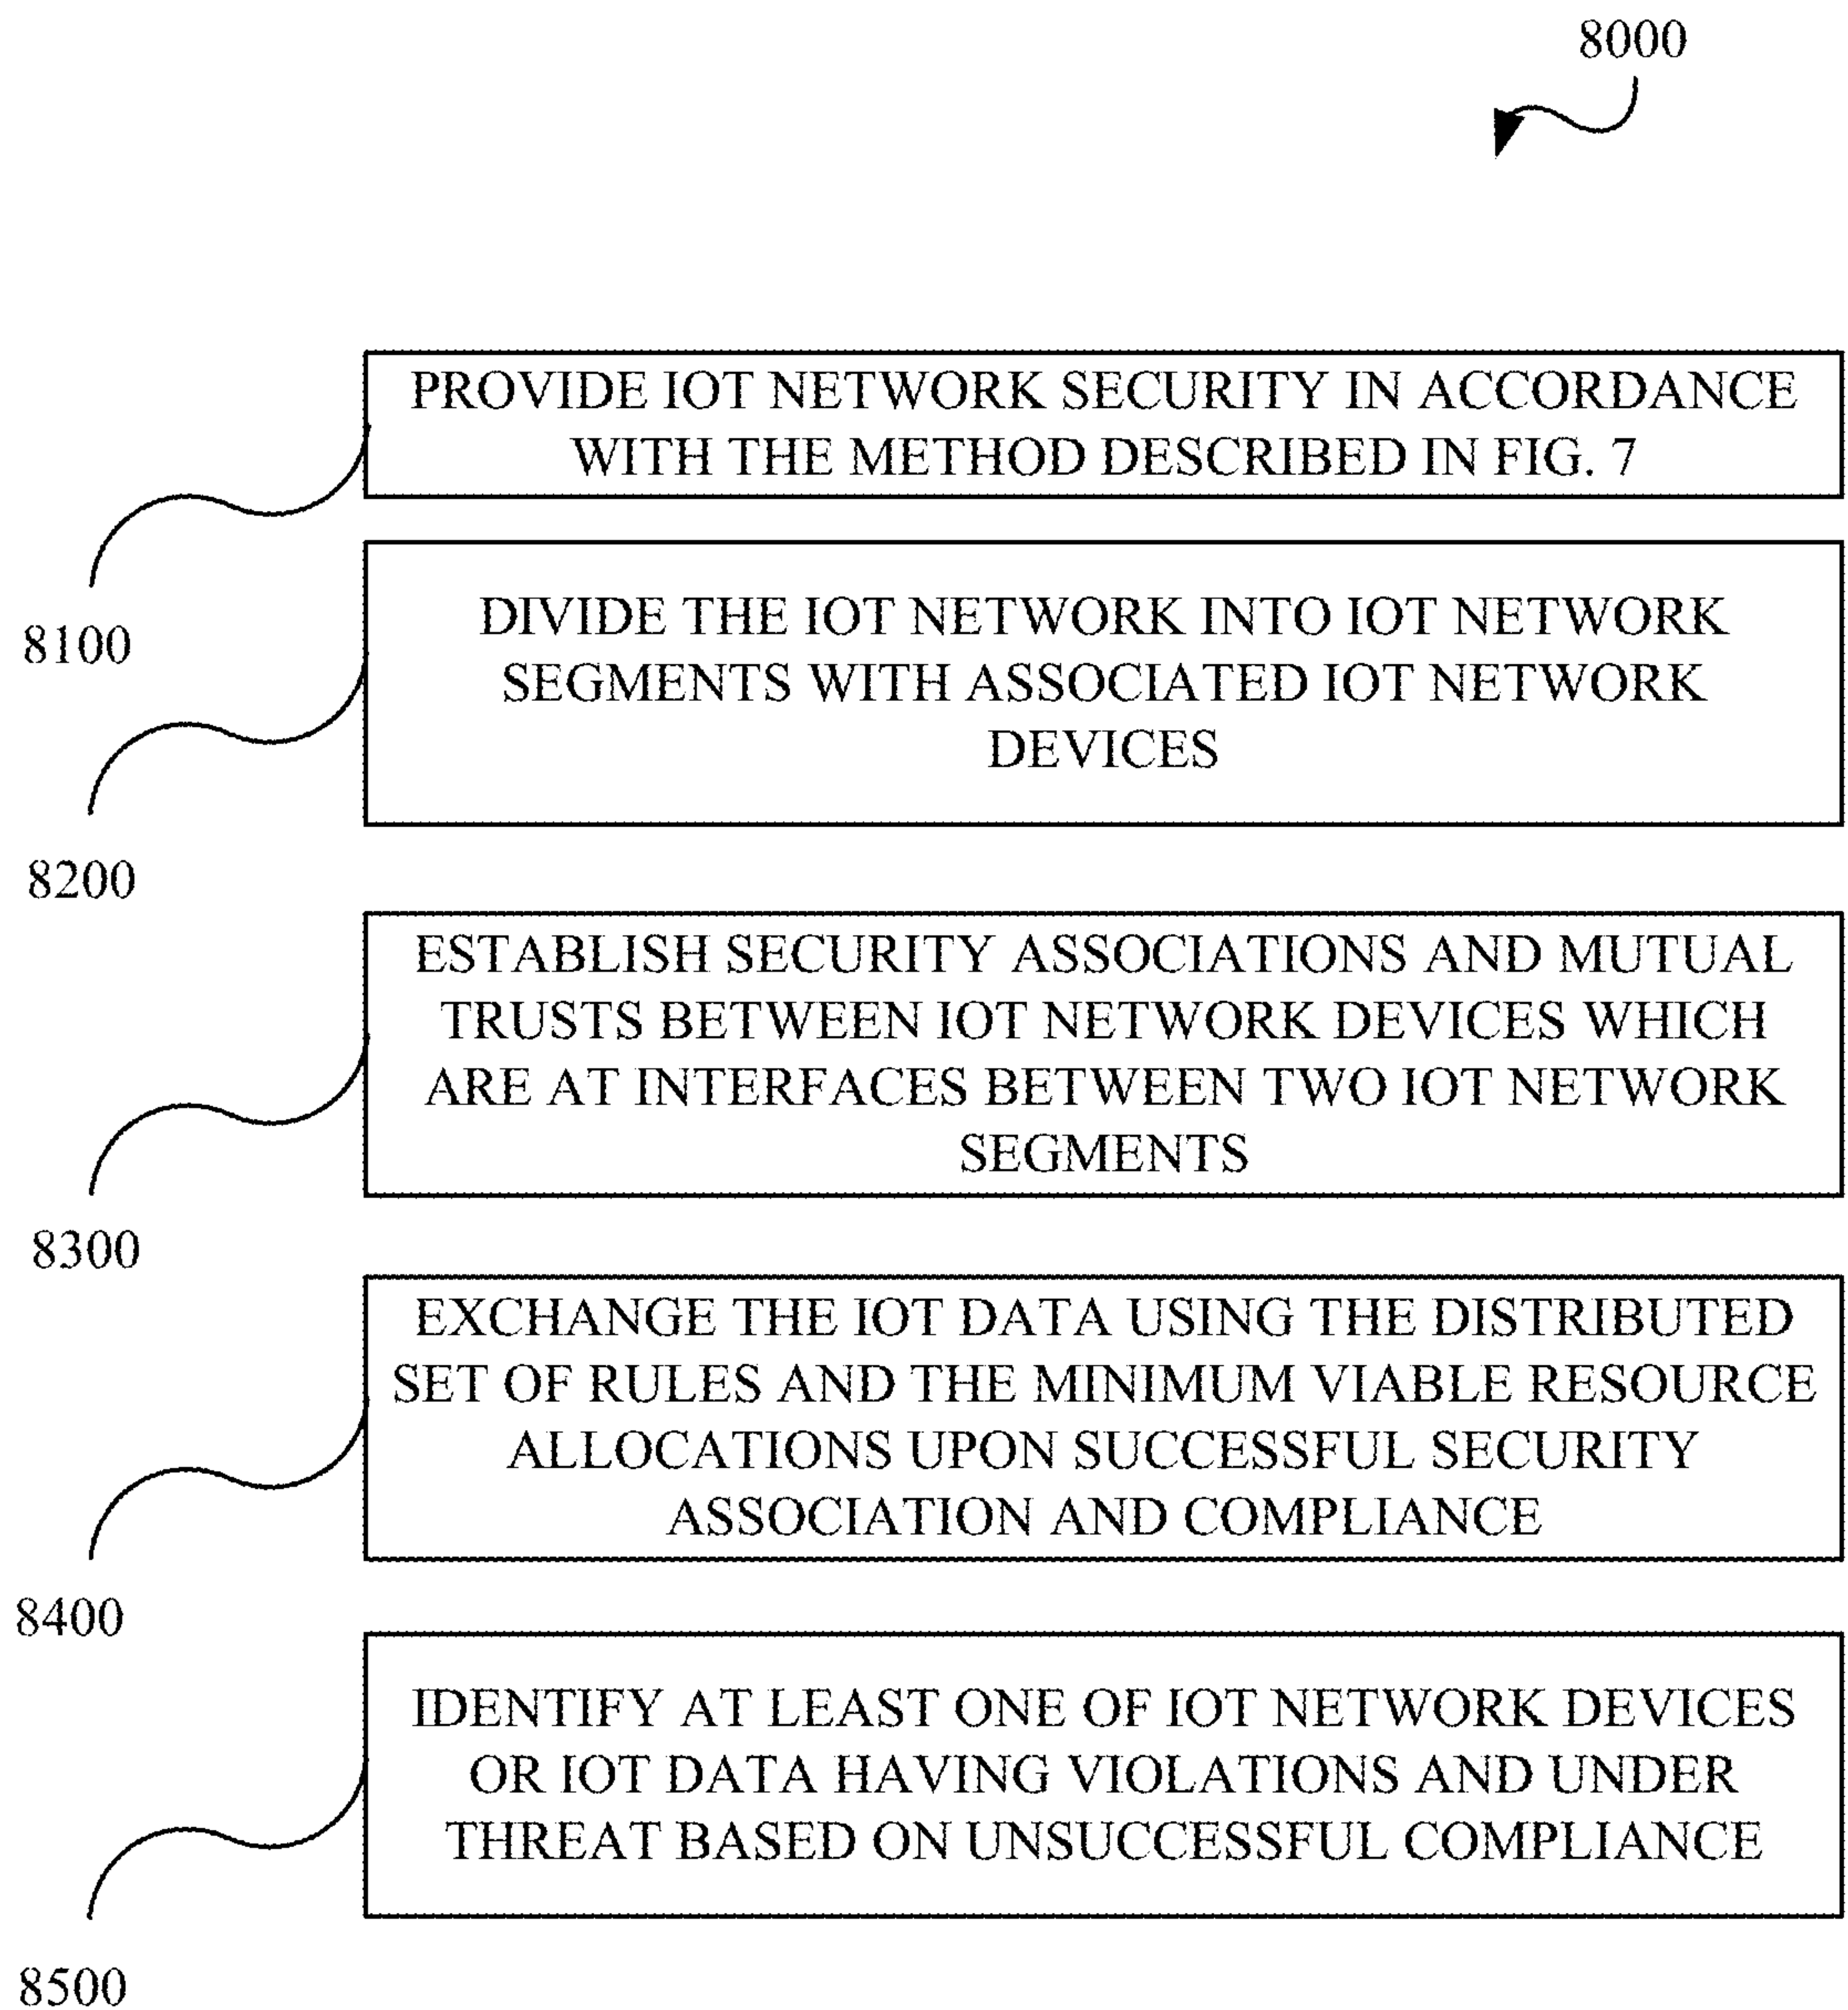 8000
PROVIDE IOT NETWORK SECURITY IN ACCORDANCE
WITH THE METHOD DESCRIBED IN FIG. 7
8100
DIVIDE THE IOT NETWORK INTO IOT NETWORK
SEGMENTS WITH ASSOCIATED IOT NETWORK
DEVICES
8200
ESTABLISH SECURITY ASSOCIATIONS AND MUTUAL
TRUSTS BETWEEN IOT NETWORK DEVICES WHICH
ARE AT INTERFACES BETWEEN TWO IOT NETWORK
SEGMENTS
8300
EXCHANGE THE IOT DATA USING THE DISTRIBUTED
SET OF RULES AND THE MINIMUM VIABLE RESOURCE
ALLOCATIONS UPON SUCCESSFUL SECURITY
ASSOCIATION AND COMPLIANCE
8400
IDENTIFY AT LEAST ONE OF IOT NETWORK DEVICES
OR IOT DATA HAVING VIOLATIONS AND UNDER
THREAT BASED ON UNSUCCESSFUL COMPLIANCE
8500